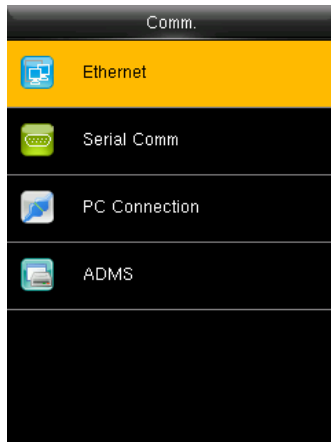 Comm.
Ethernet
Serial Comm
PC Connection
ADMS